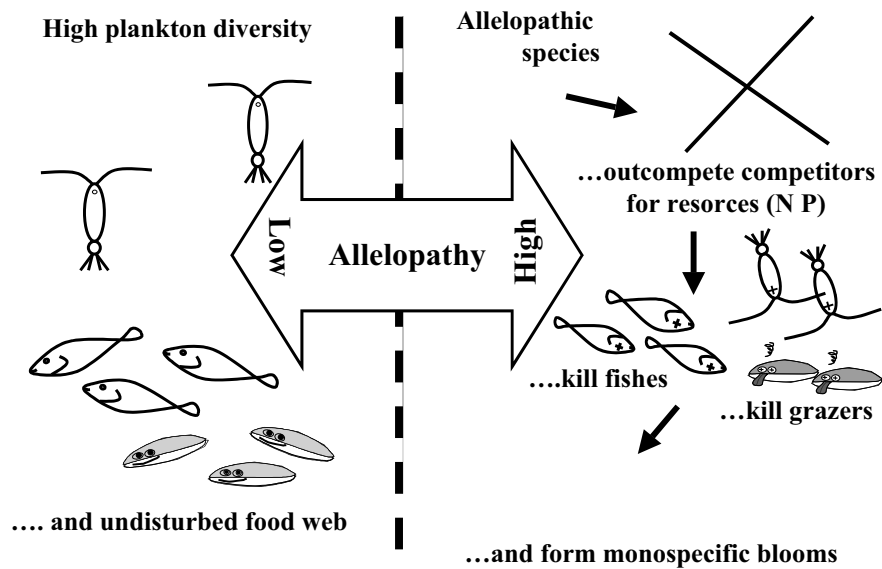 High plankton diversity
Allelopathic
species
…outcompete competitors
for resorces (N P)
Low
Allelopathy
High
….kill fishes
…kill grazers
…. and undisturbed food web
…and form monospecific blooms